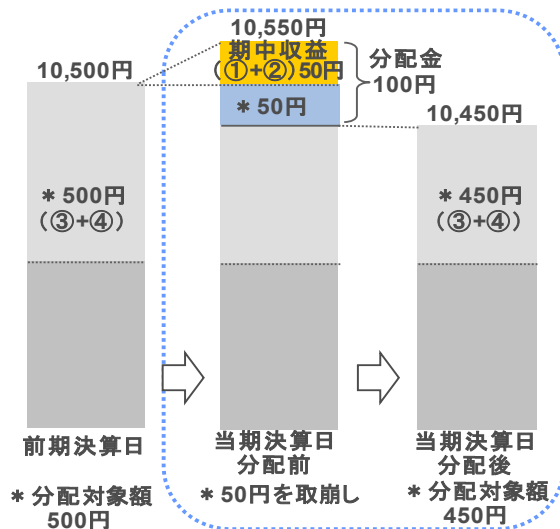 10,550円
期中収益
(①+②)50円
分配金
100円
10,500円
＊50円
10,450円
＊500円
(③+④)
＊450円
(③+④)
前期決算日
当期決算日
分配前
当期決算日
分配後
＊分配対象額
500円
＊50円を取崩し
＊分配対象額
450円